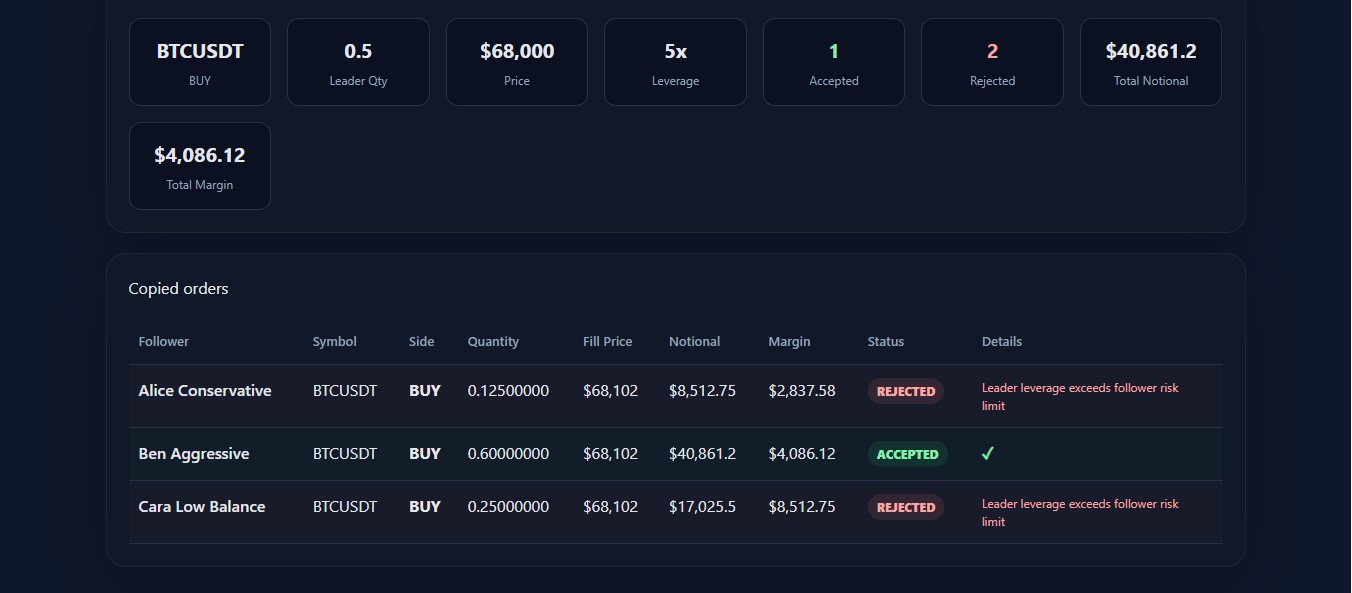 BTCUSDT 0.5 $68,000 5x 1 2 $40,861.2
BUY Leader Qty Price Leverage Accepted Rejected Total Notional
$4,086.12
Total Margin
Copied orders
Follower Symbol Side Quantity Fill Price Notional Margin Status Details
Alice Conservative BTCUSDT BUY 0.12500000 $68,102 $8,512.75 $2,837.58 REJECTED Leader leverage exceeds follower risk
limit
Ben Aggressive BTCUSDT BUY 0.60000000 $68,102 $40,861.2 $4,086.12 ACCEPTED ✓
Cara Low Balance BTCUSDT BUY 0.25000000 $68,102 $17,025.5 $8,512.75 REJECTED Leader leverage exceeds follower risk
limit